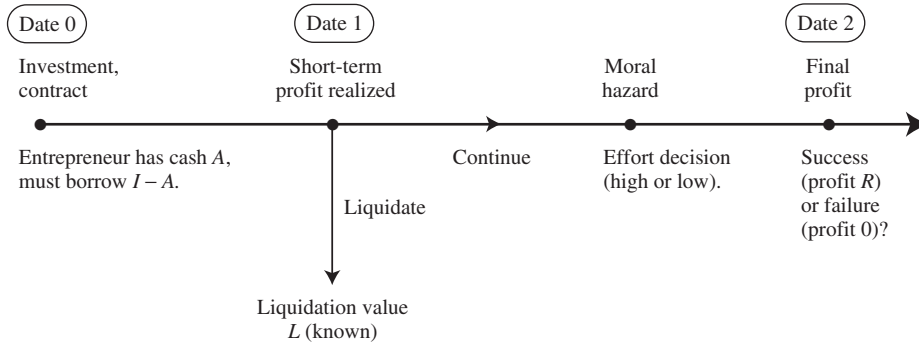 Date 0
Date 1
Date 2
Investment,
contract
Short-term
profit realized
Moral
hazard
Final
profit
Entrepreneur has cash A,
must borrow I − A.
Continue
Effort decision
(high or low).
Success
(profit R)
or failure
(profit 0)?
Liquidate
Liquidation value
L (known)